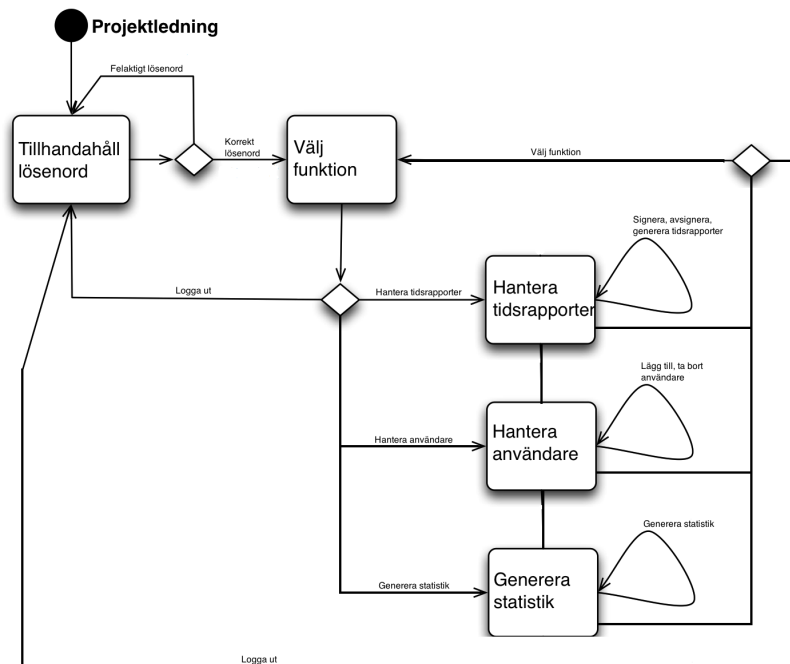 Projektledning
Felaktigt lösenord
Tillhandahåll
lösenord
Korrekt
lösenord
Välj
funktion
Välj funktion
Signera, avsignera,
generera tidsrapporter
Logga ut
Hantera tidsrapporter
Hantera
tidsrapporter
Lägg till, ta bort
användare
Hantera användare
Hantera
användare
Generera statistik
Generera statistik
Generera
statistik
Logga ut